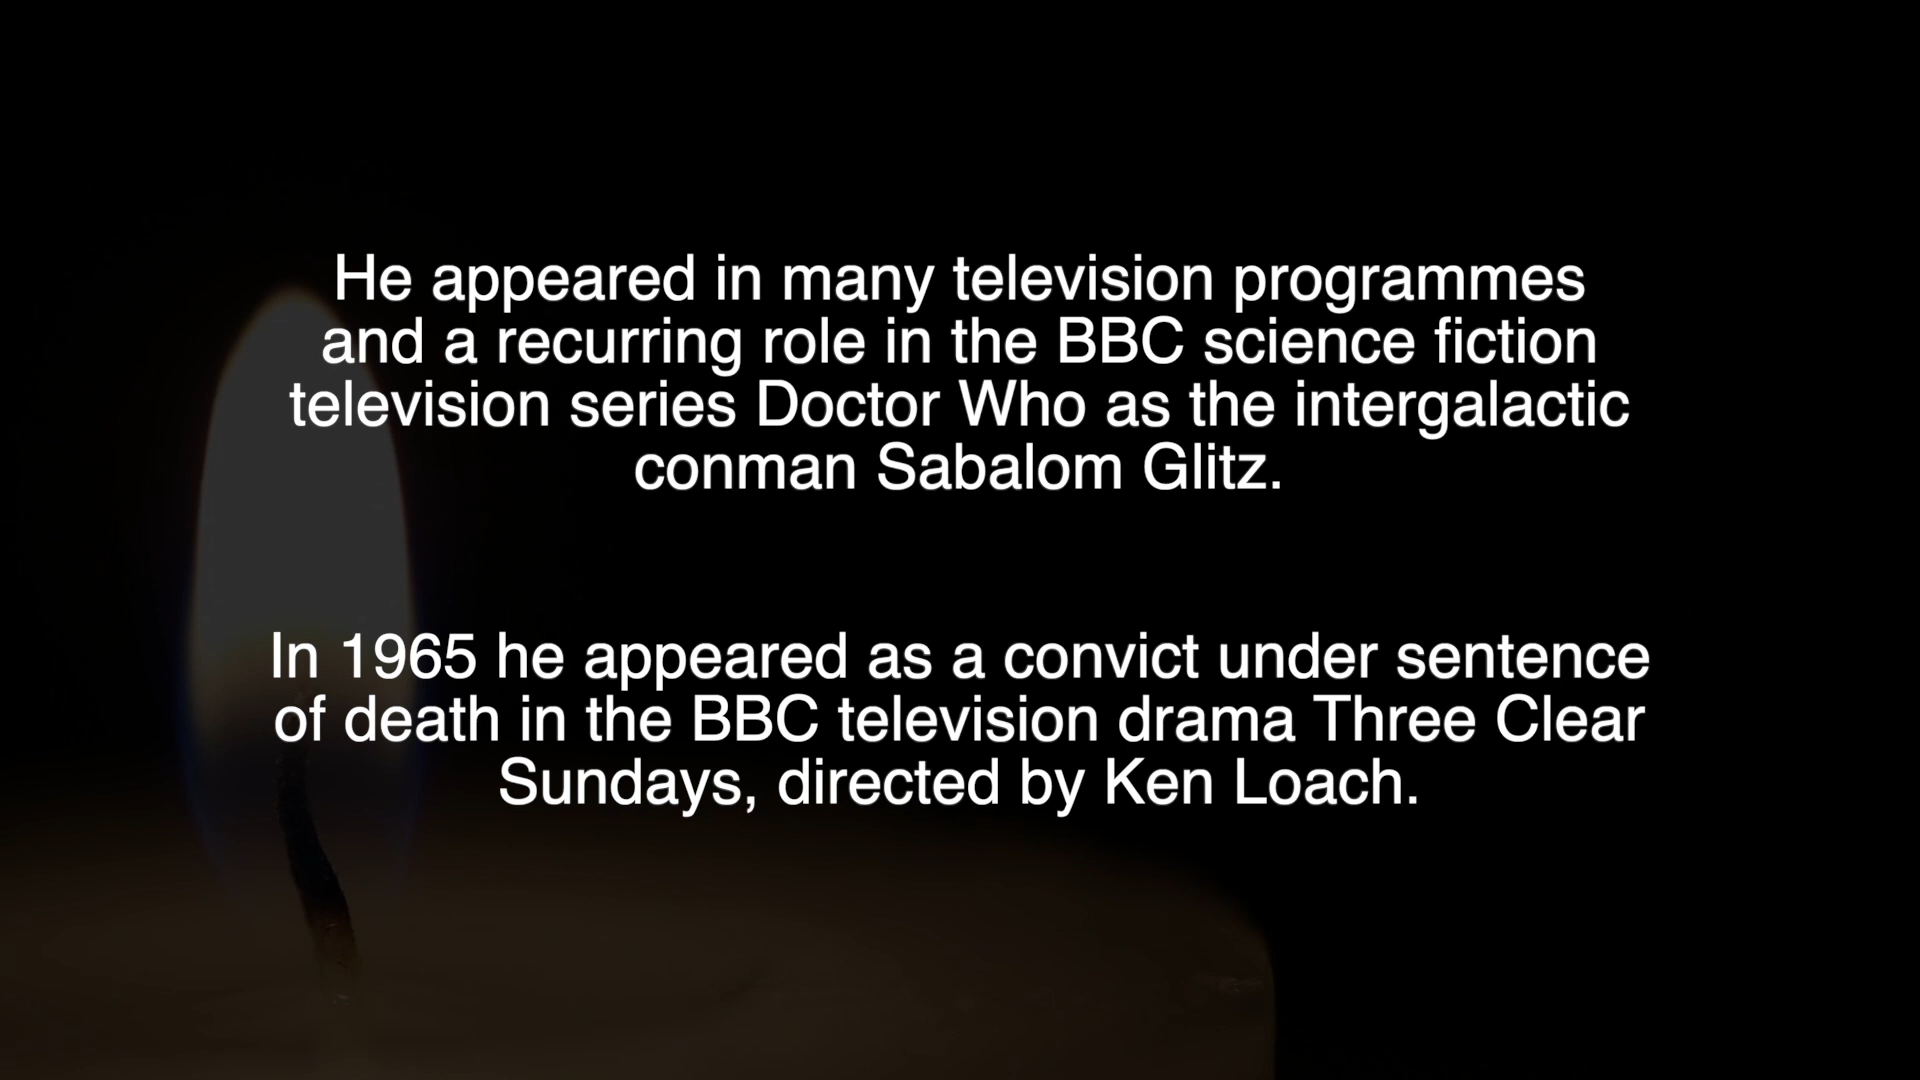 He appeared in many television programmes
and a recurring role in the BBC science fiction
television series Doctor Who as the intergalactic
conman Sabalom Glitz.
In 1965 he appeared as a convict under sentence
of death in the BBC television drama Three Clear
Sundays, directed by Ken Loach.